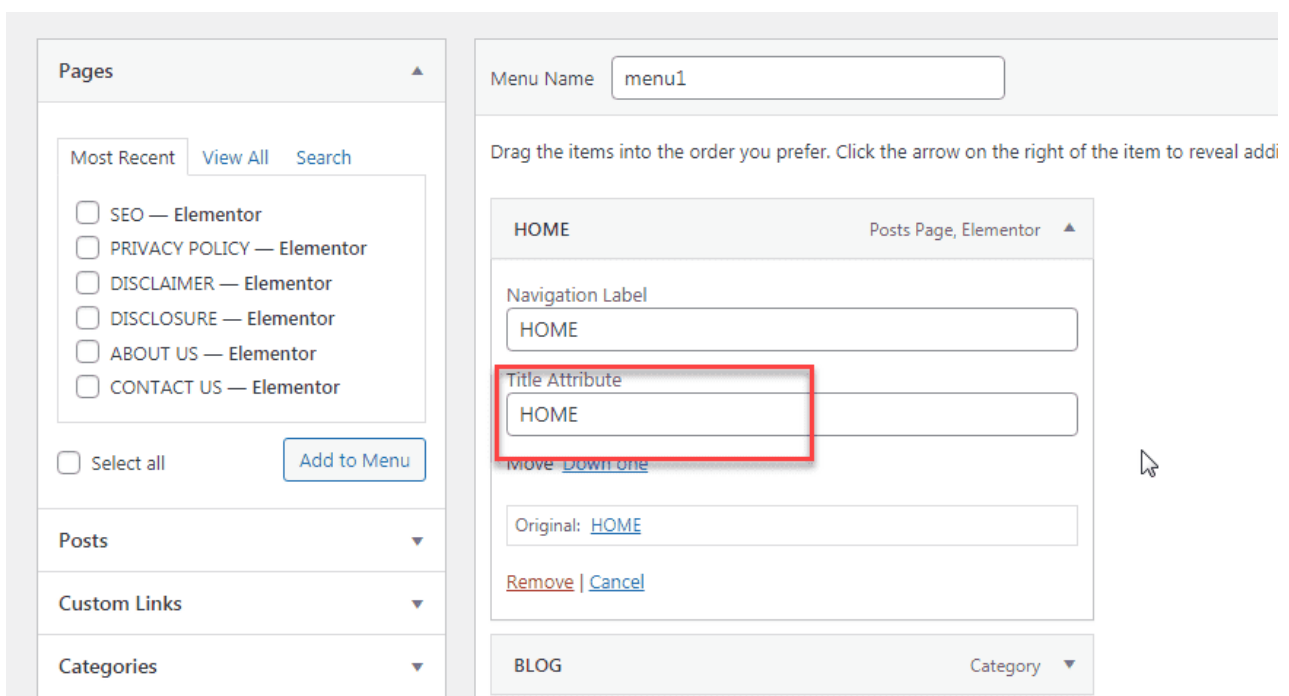 Pages
Most Recent View All Search
SEO — Elementor
PRIVACY POLICY — Elementor
DISCLAIMER — Elementor
DISCLOSURE — Elementor
ABOUT US — Elementor
CONTACT US — Elementor
Select all Add to Menu
Posts
Custom Links
Categories
Menu Name menu1
Drag the items into the order you prefer. Click the arrow on the right of the item to reveal addi
HOME Posts Page, Elementor
Navigation Label
HOME
Title Attribute
HOME
Move Down one
Original: HOME
Remove | Cancel
BLOG Category